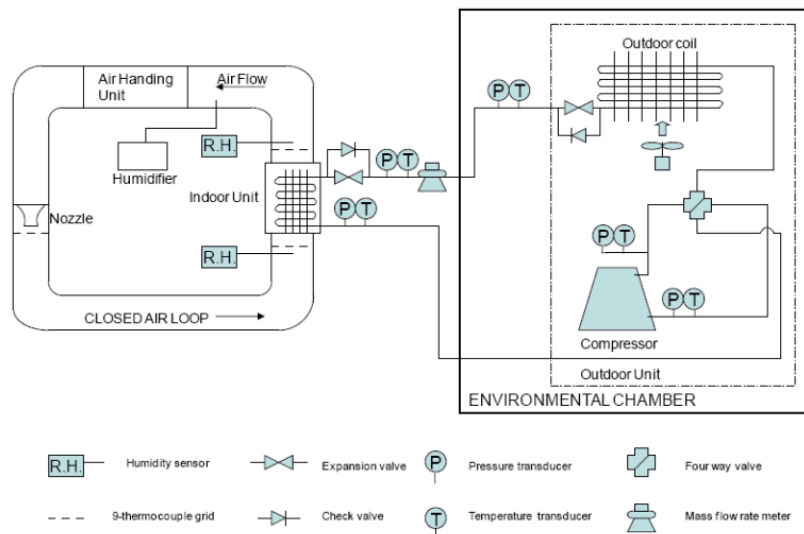 Outdoor coil
Air Handing
Unit
Air Flow
P T
R.H.
Humidifier
P T
Indoor Unit
P T
Nozzle
R.H.
P T
P T
CLOSED AIR LOOP
Compressor
Outdoor Unit
ENVIRONMENTAL CHAMBER
R.H. Humidity sensor
Expansion valve
P Pressure transducer
Four way valve
9-thermocouple grid
Check valve
T Temperature transducer
Mass flow rate meter